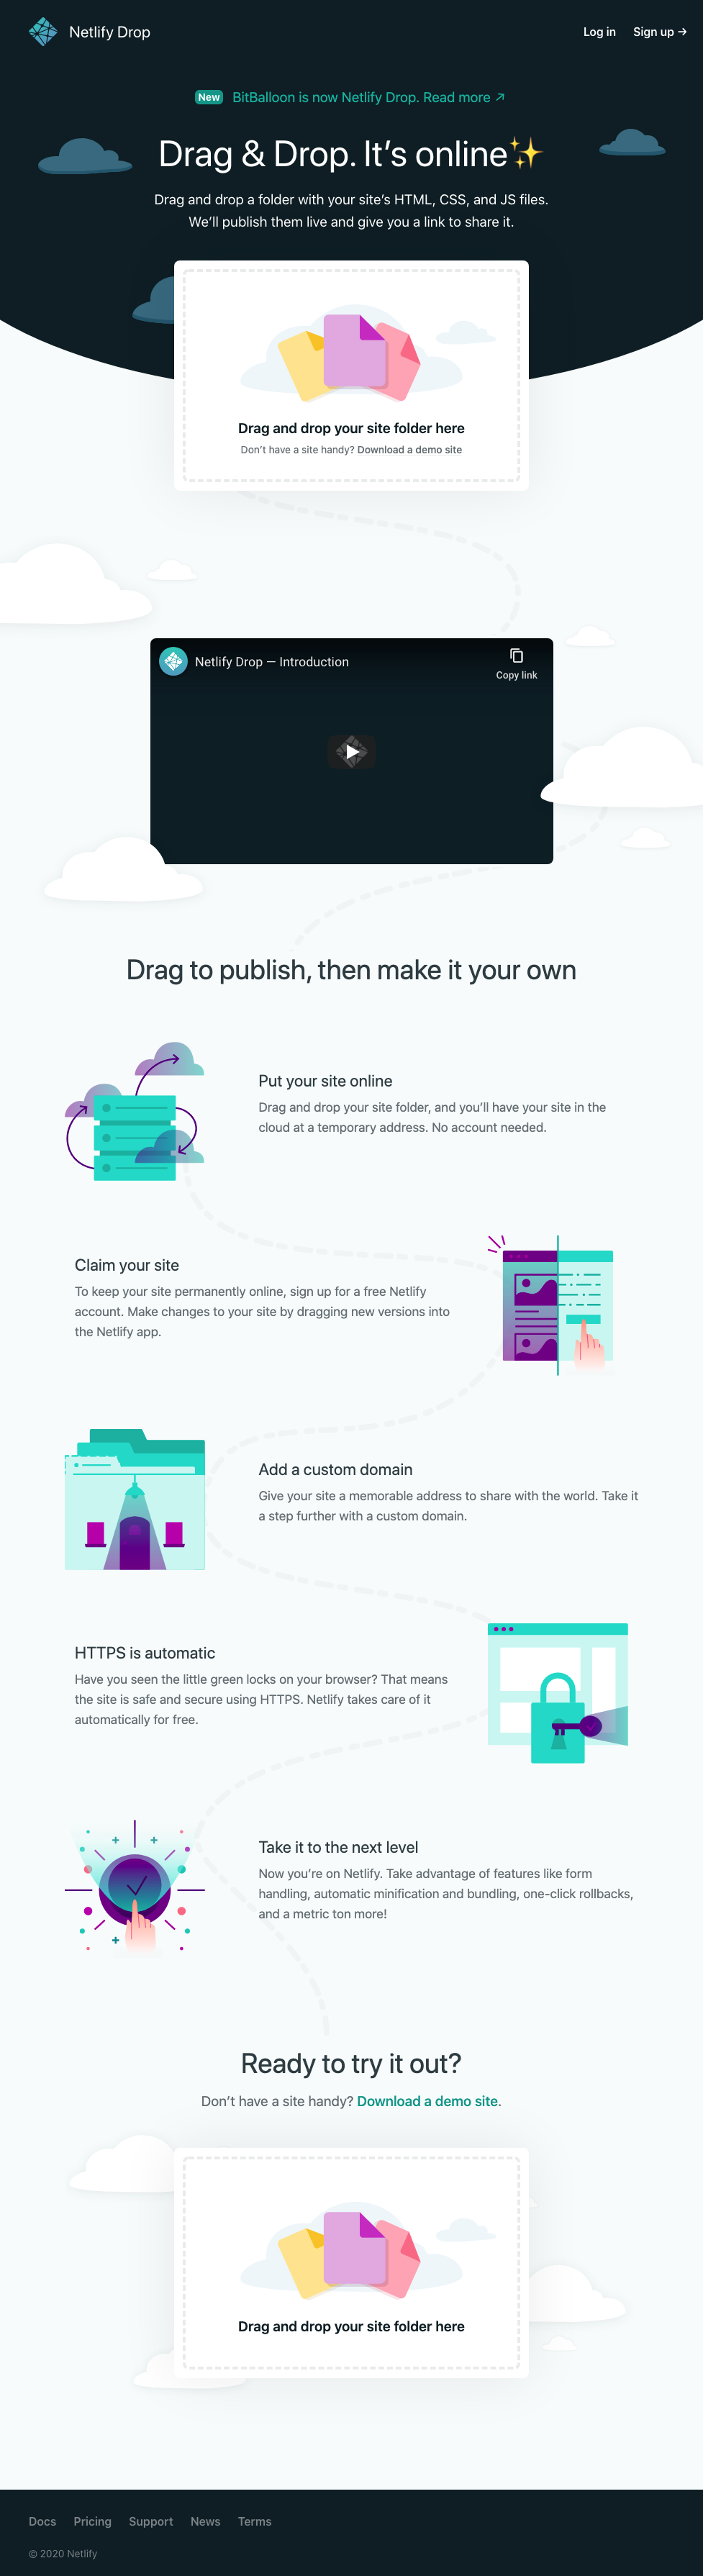 Netlify Drop
Log in
Sign up →
New
BitBalloon is now Netlify Drop. Read more ↗
Drag & Drop. It’s online✨
Drag and drop a folder with your site’s HTML, CSS, and JS files.
We’ll publish them live and give you a link to share it.
Drag and drop your site folder here
Don’t have a site handy? Download a demo site
Netlify Drop — Introduction
Copy link
Drag to publish, then make it your own
Put your site online
Drag and drop your site folder, and you’ll have your site in the
cloud at a temporary address. No account needed.
Claim your site
To keep your site permanently online, sign up for a free Netlify
account. Make changes to your site by dragging new versions into
the Netlify app.
Add a custom domain
Give your site a memorable address to share with the world. Take it
a step further with a custom domain.
HTTPS is automatic
Have you seen the little green locks on your browser? That means
the site is safe and secure using HTTPS. Netlify takes care of it
automatically for free.
Take it to the next level
Now you’re on Netlify. Take advantage of features like form
handling, automatic minification and bundling, one-click rollbacks,
and a metric ton more!
Ready to try it out?
Don’t have a site handy? Download a demo site.
Drag and drop your site folder here
Docs
Pricing
Support
News
Terms
© 2020 Netlify